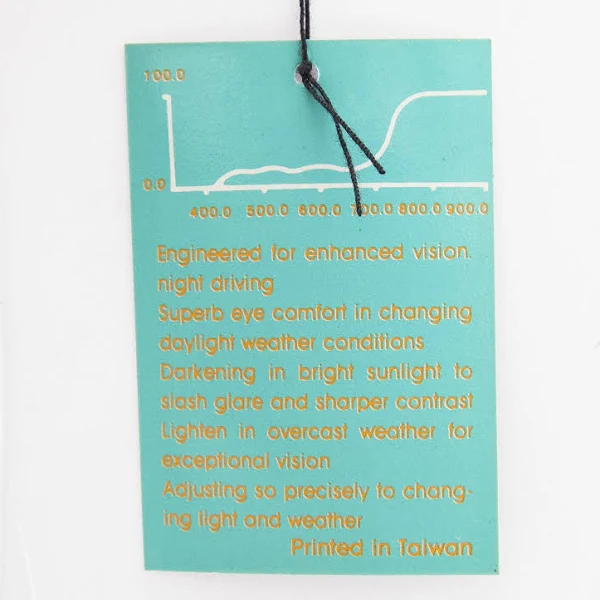 100.0
0.0
400.0 500.0 600.0 700.0 800.0 900.0
Engineered for enhanced vision.
night driving
Superb eye comfort in changing
daylight weather conditions
Darkening in bright sunlight to
slash glare and sharper contrast
Lighten in overcast weather for
exceptional vision
Adjusting so precisely to chang-
ing light and weather
Printed in Taiwan